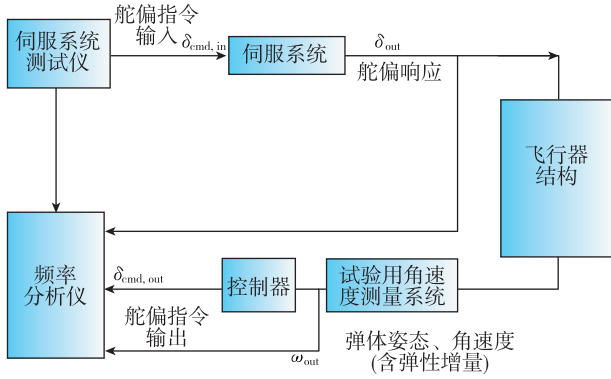 伺服系统
测试仪
舵偏指令
输入
δcmd, in
伺服系统
δout
舵偏响应
飞行器
结构
频率
分析仪
δcmd, out
舵偏指令
输出
控制器
ωout
试验用角速
度测量系统
弹体姿态、角速度
(含弹性增量)